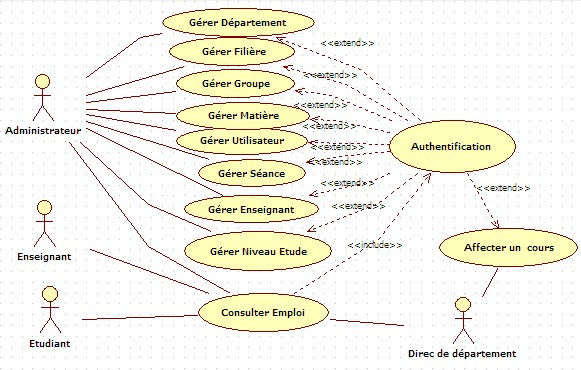 Gérer Département
<<extend>>
Gérer Filière
<<extend>>
Gérer Groupe
<<extend>>
Gérer Matière
<<extend>>
Administrateur
Gérer Utilisateur
<<extend>>
Authentification
Gérer Séance
<<extend>>
<<extend>>
Gérer Enseignant
<<extend>>
Enseignant
Gérer Niveau Etude
<<include>>
Affecter un cours
Consulter Emploi
Etudiant
Direc de département